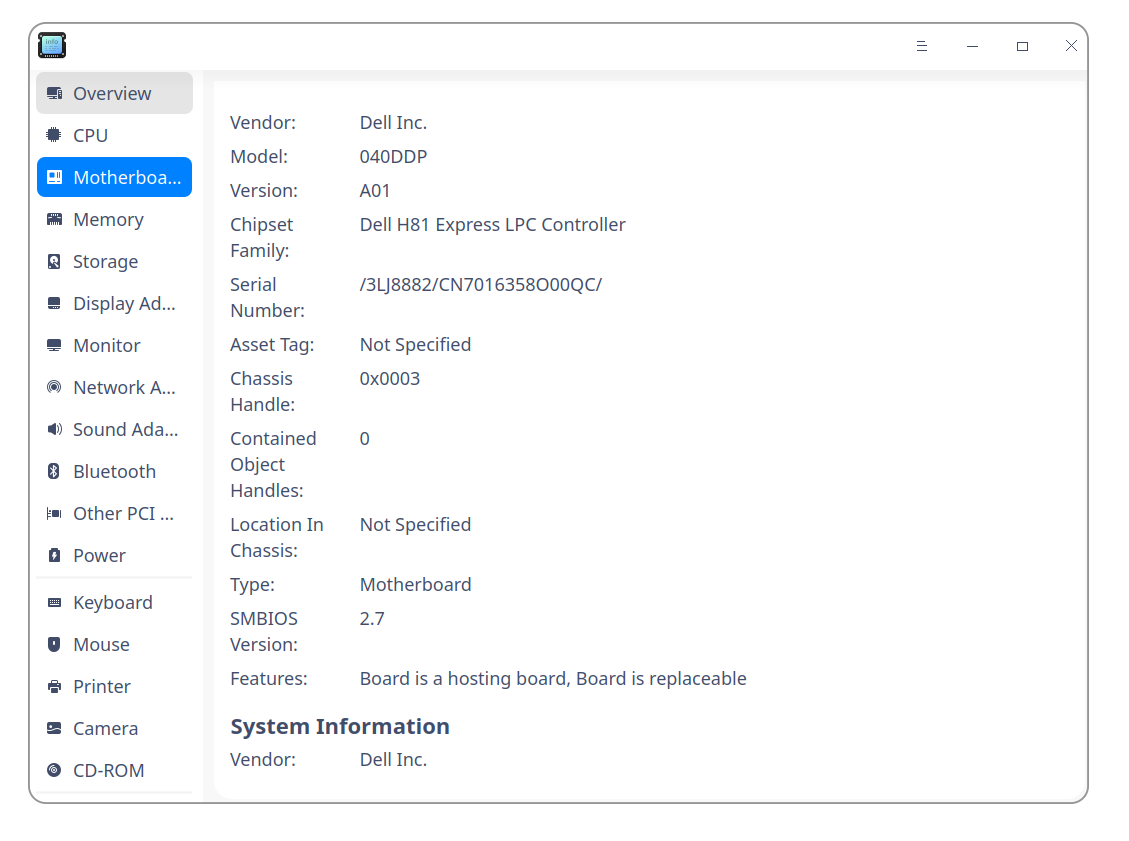 Overview
CPU
Motherboa...
Memory
Storage
Display Ad...
Monitor
Network A...
Sound Ada...
Bluetooth
Other PCI ...
Power
Keyboard
Mouse
Printer
Camera
CD-ROM
Vendor: Dell Inc.
Model: 040DDP
Version: A01
Chipset Dell H81 Express LPC Controller
Family:
Serial /3LJ8882/CN7016358O00QC/
Number:
Asset Tag: Not Specified
Chassis 0x0003
Handle:
Contained 0
Object
Handles:
Location In Not Specified
Chassis:
Type: Motherboard
SMBIOS 2.7
Version:
Features: Board is a hosting board, Board is replaceable
System Information
Vendor: Dell Inc.